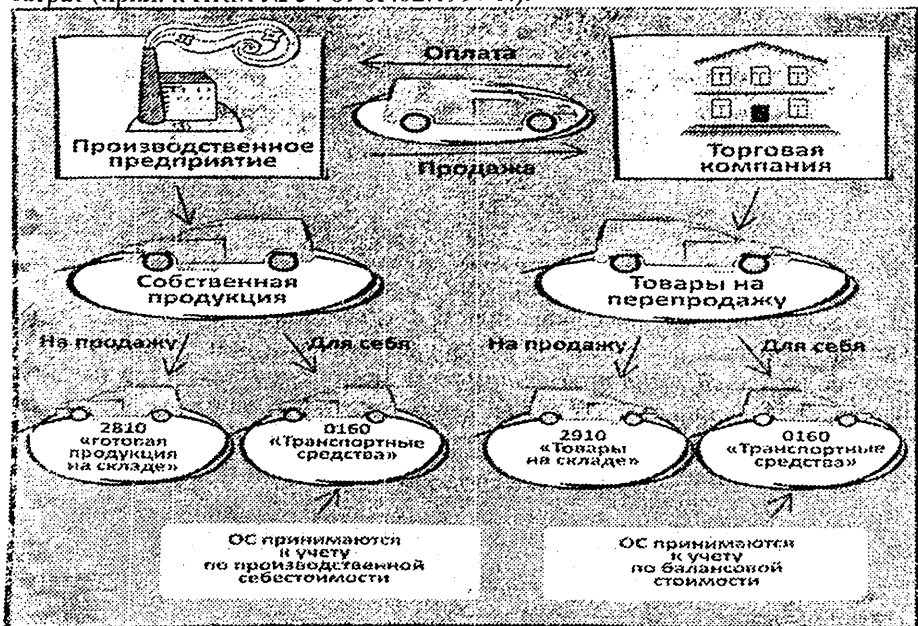 Оплата
Производственное
предприятие
Продажа
Торговая
компания
Собственная
продукция
Товары на
перепродажу
На продажу
Для себя
На продажу
Для себя
2810
«готовая
продукция
на складе»
0160
«Транспортные
средства»
2910
«Товары
на складе»
0160
«Транспортные
средства»
ОС принимаются
к учету
по производственной
себестоимости
ОС принимаются
к учету
по балансовой
стоимости